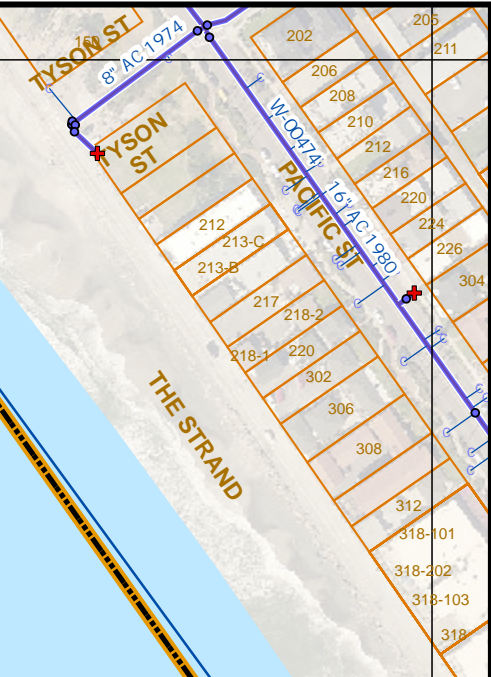 205
TYSON ST
150
8" AC 1974
202
211
206
208
W-00474
210
TYSON
ST
212
216
PACIFIC ST
220
16" AC 1980
224
212
213-C
226
213-B
304
217
218-2
218-1
220
302
THE STRAND
306
308
312
318-101
318-202
318-103
318